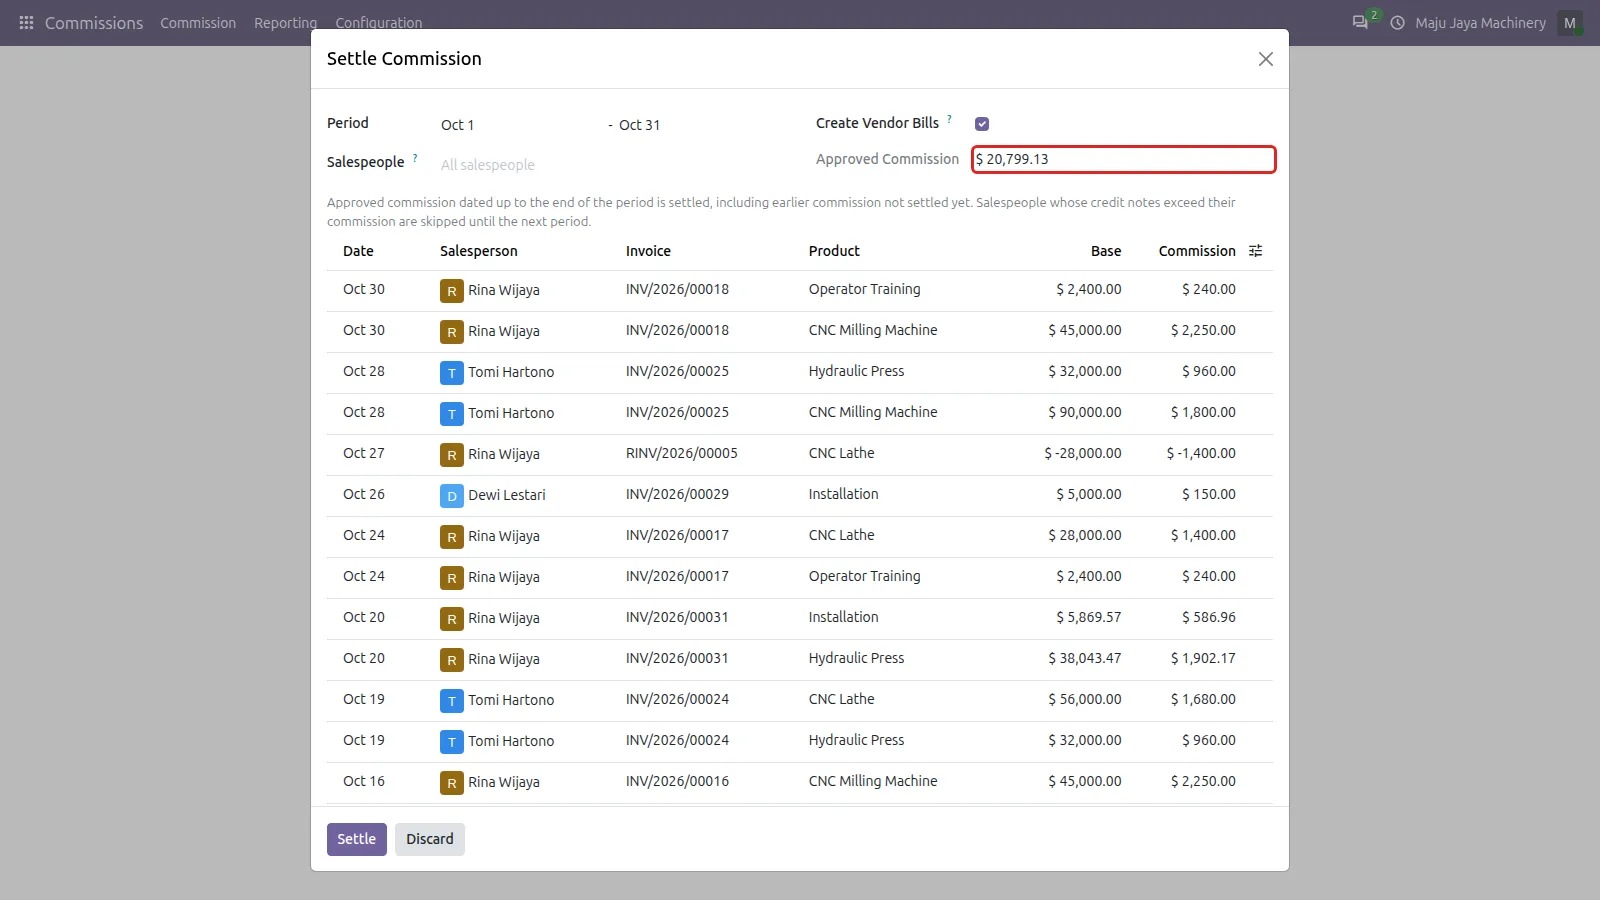 Commissions Commission Reporting Configuration 2 Maju Jaya Machinery M
Settle Commission
Period Oct 1 - Oct 31 Create Vendor Bills ?
Salespeople ? All salespeople Approved Commission $ 20,799.13
Approved commission dated up to the end of the period is settled, including earlier commission not settled yet. Salespeople whose credit notes exceed their
commission are skipped until the next period.
Date Salesperson Invoice Product Base Commission
Oct 30 R Rina Wijaya INV/2026/00018 Operator Training $ 2,400.00 $ 240.00
Oct 30 R Rina Wijaya INV/2026/00018 CNC Milling Machine $ 45,000.00 $ 2,250.00
Oct 28 T Tomi Hartono INV/2026/00025 Hydraulic Press $ 32,000.00 $ 960.00
Oct 28 T Tomi Hartono INV/2026/00025 CNC Milling Machine $ 90,000.00 $ 1,800.00
Oct 27 R Rina Wijaya RINV/2026/00005 CNC Lathe $ -28,000.00 $ -1,400.00
Oct 26 D Dewi Lestari INV/2026/00029 Installation $ 5,000.00 $ 150.00
Oct 24 R Rina Wijaya INV/2026/00017 CNC Lathe $ 28,000.00 $ 1,400.00
Oct 24 R Rina Wijaya INV/2026/00017 Operator Training $ 2,400.00 $ 240.00
Oct 20 R Rina Wijaya INV/2026/00031 Installation $ 5,869.57 $ 586.96
Oct 20 R Rina Wijaya INV/2026/00031 Hydraulic Press $ 38,043.47 $ 1,902.17
Oct 19 T Tomi Hartono INV/2026/00024 CNC Lathe $ 56,000.00 $ 1,680.00
Oct 19 T Tomi Hartono INV/2026/00024 Hydraulic Press $ 32,000.00 $ 960.00
Oct 16 R Rina Wijaya INV/2026/00016 CNC Milling Machine $ 45,000.00 $ 2,250.00
Settle Discard